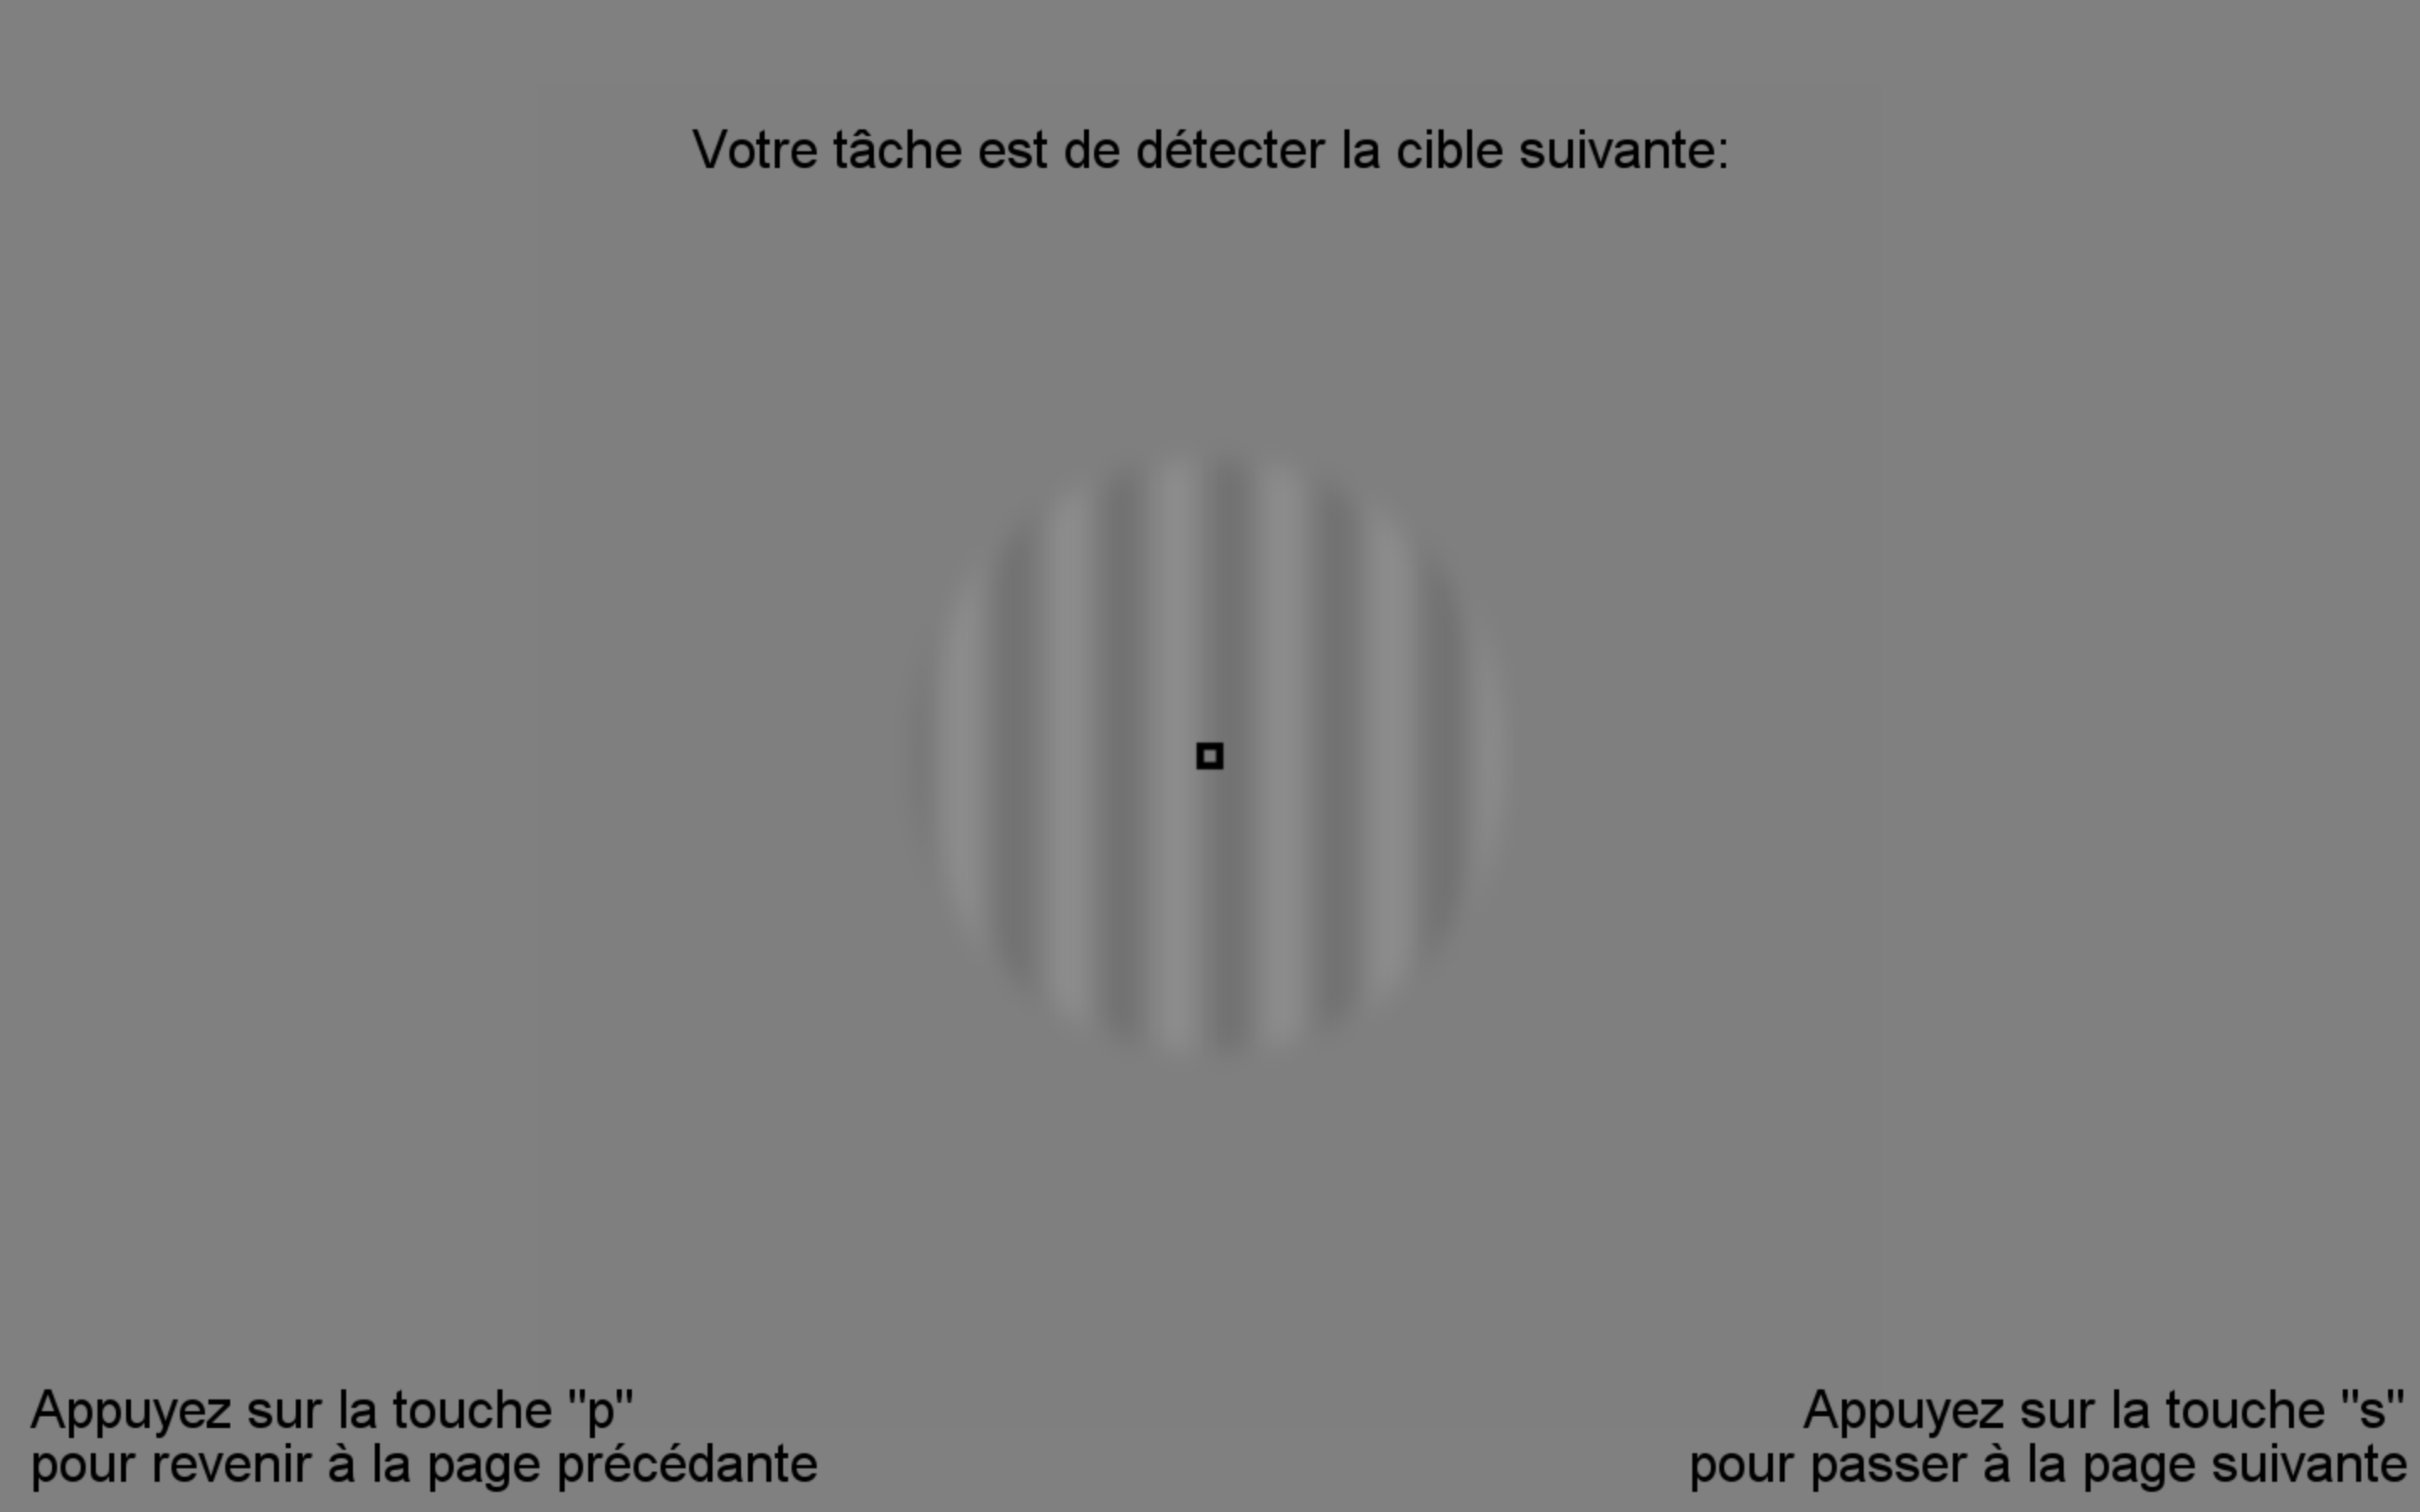 Votre tâche est de détecter la cible suivante:
Appuyez sur la touche "p"
pour revenir à la page précédante
Appuyez sur la touche "s"
pour passer à la page suivante